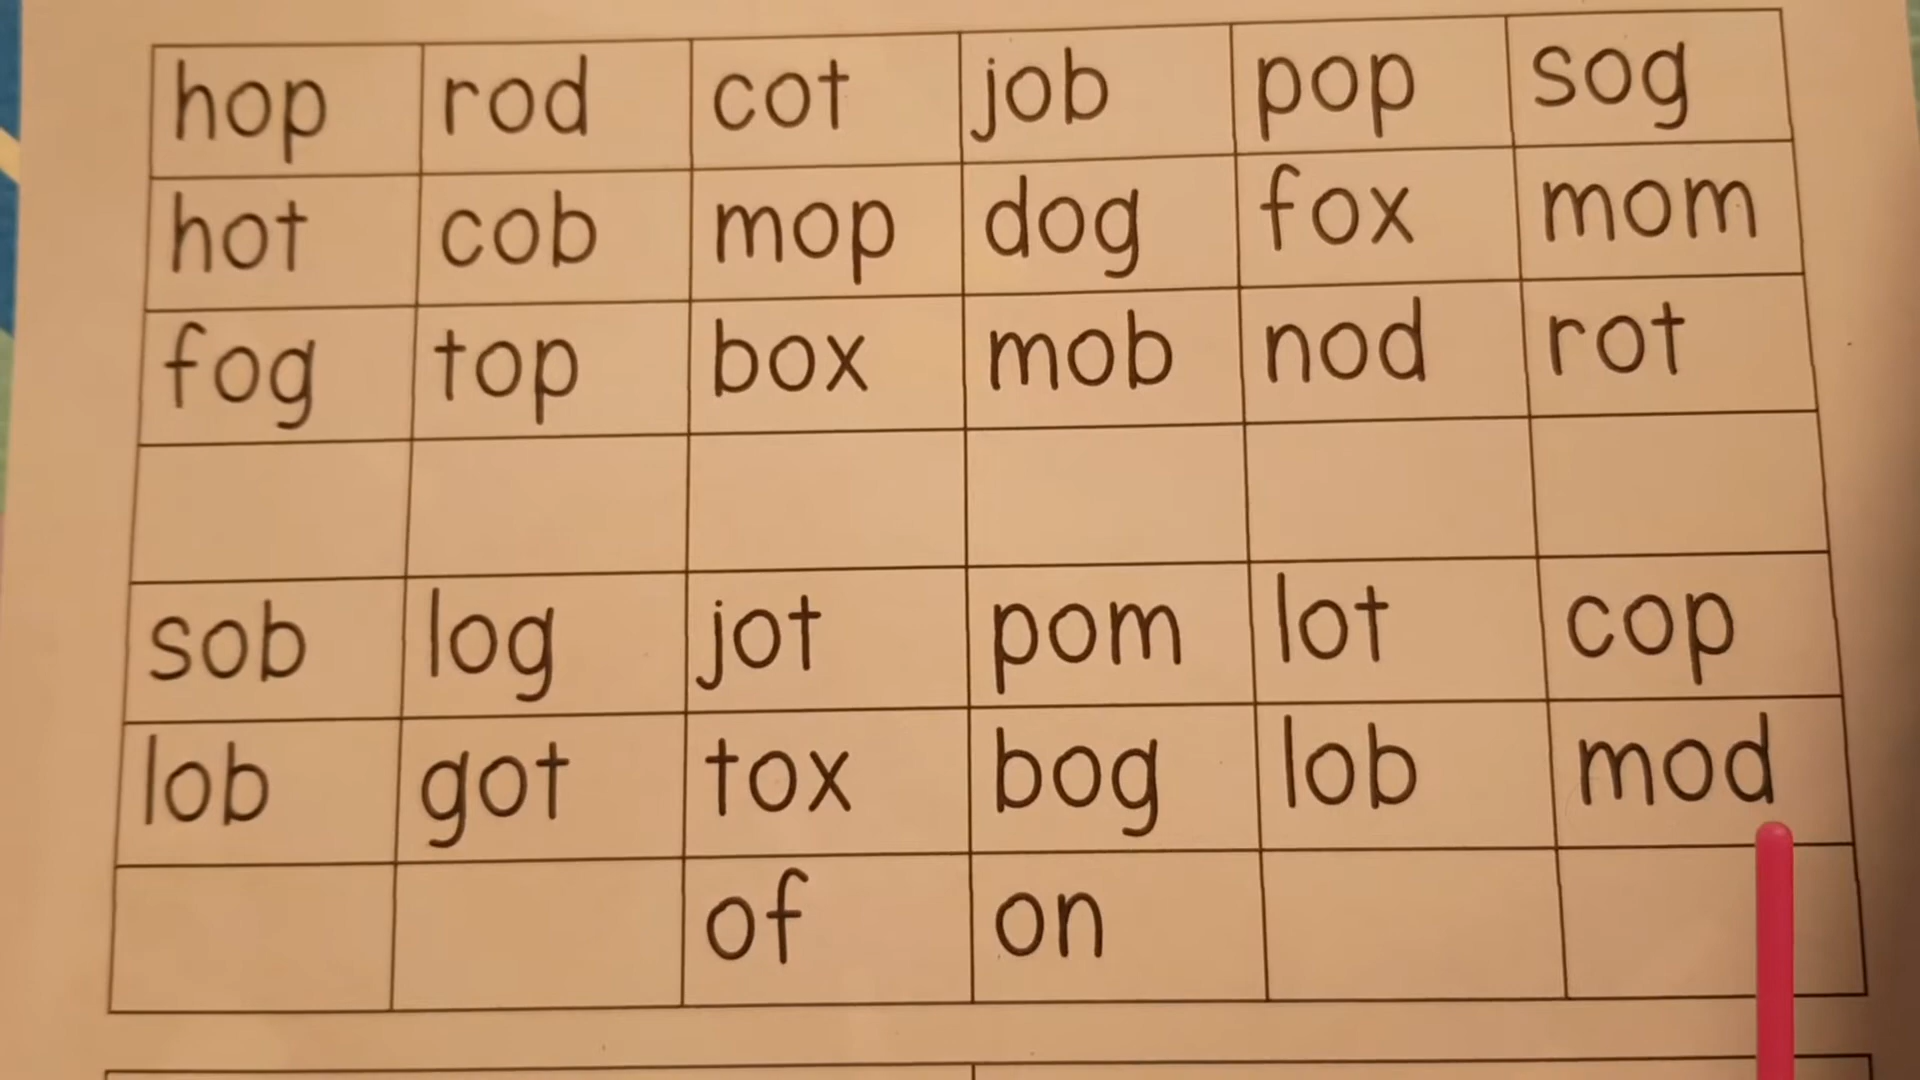 hop rod cot job pop sog
hot cob mop dog fox mom
fog top box mob nod rot
sob log jot pom lot cop
lob got tox bog lob mod
of on